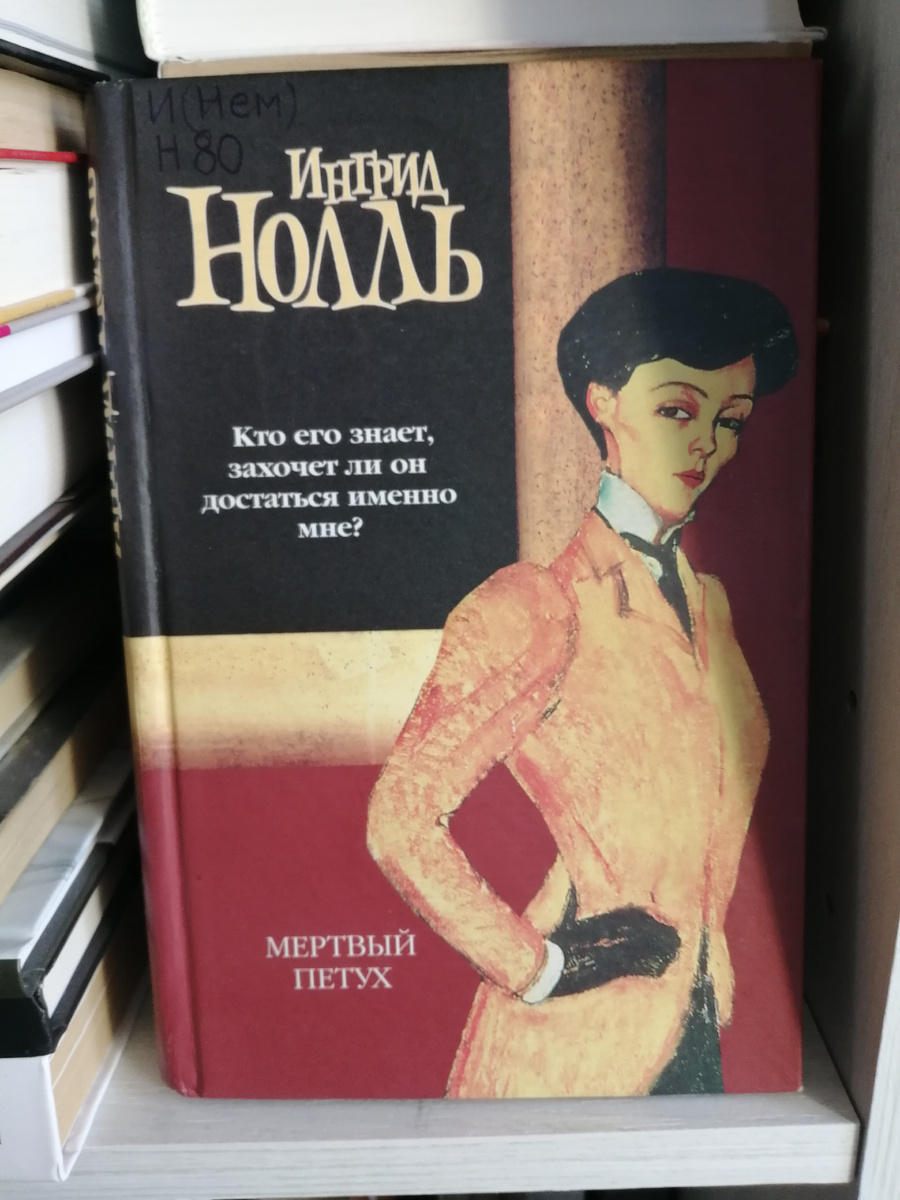 И(Нем)
Н 80
ИНГРИД
НОЛЛЬ
Кто его знает,
захочет ли он
достаться именно
мне?
МЕРТВЫЙ
ПЕТУХ